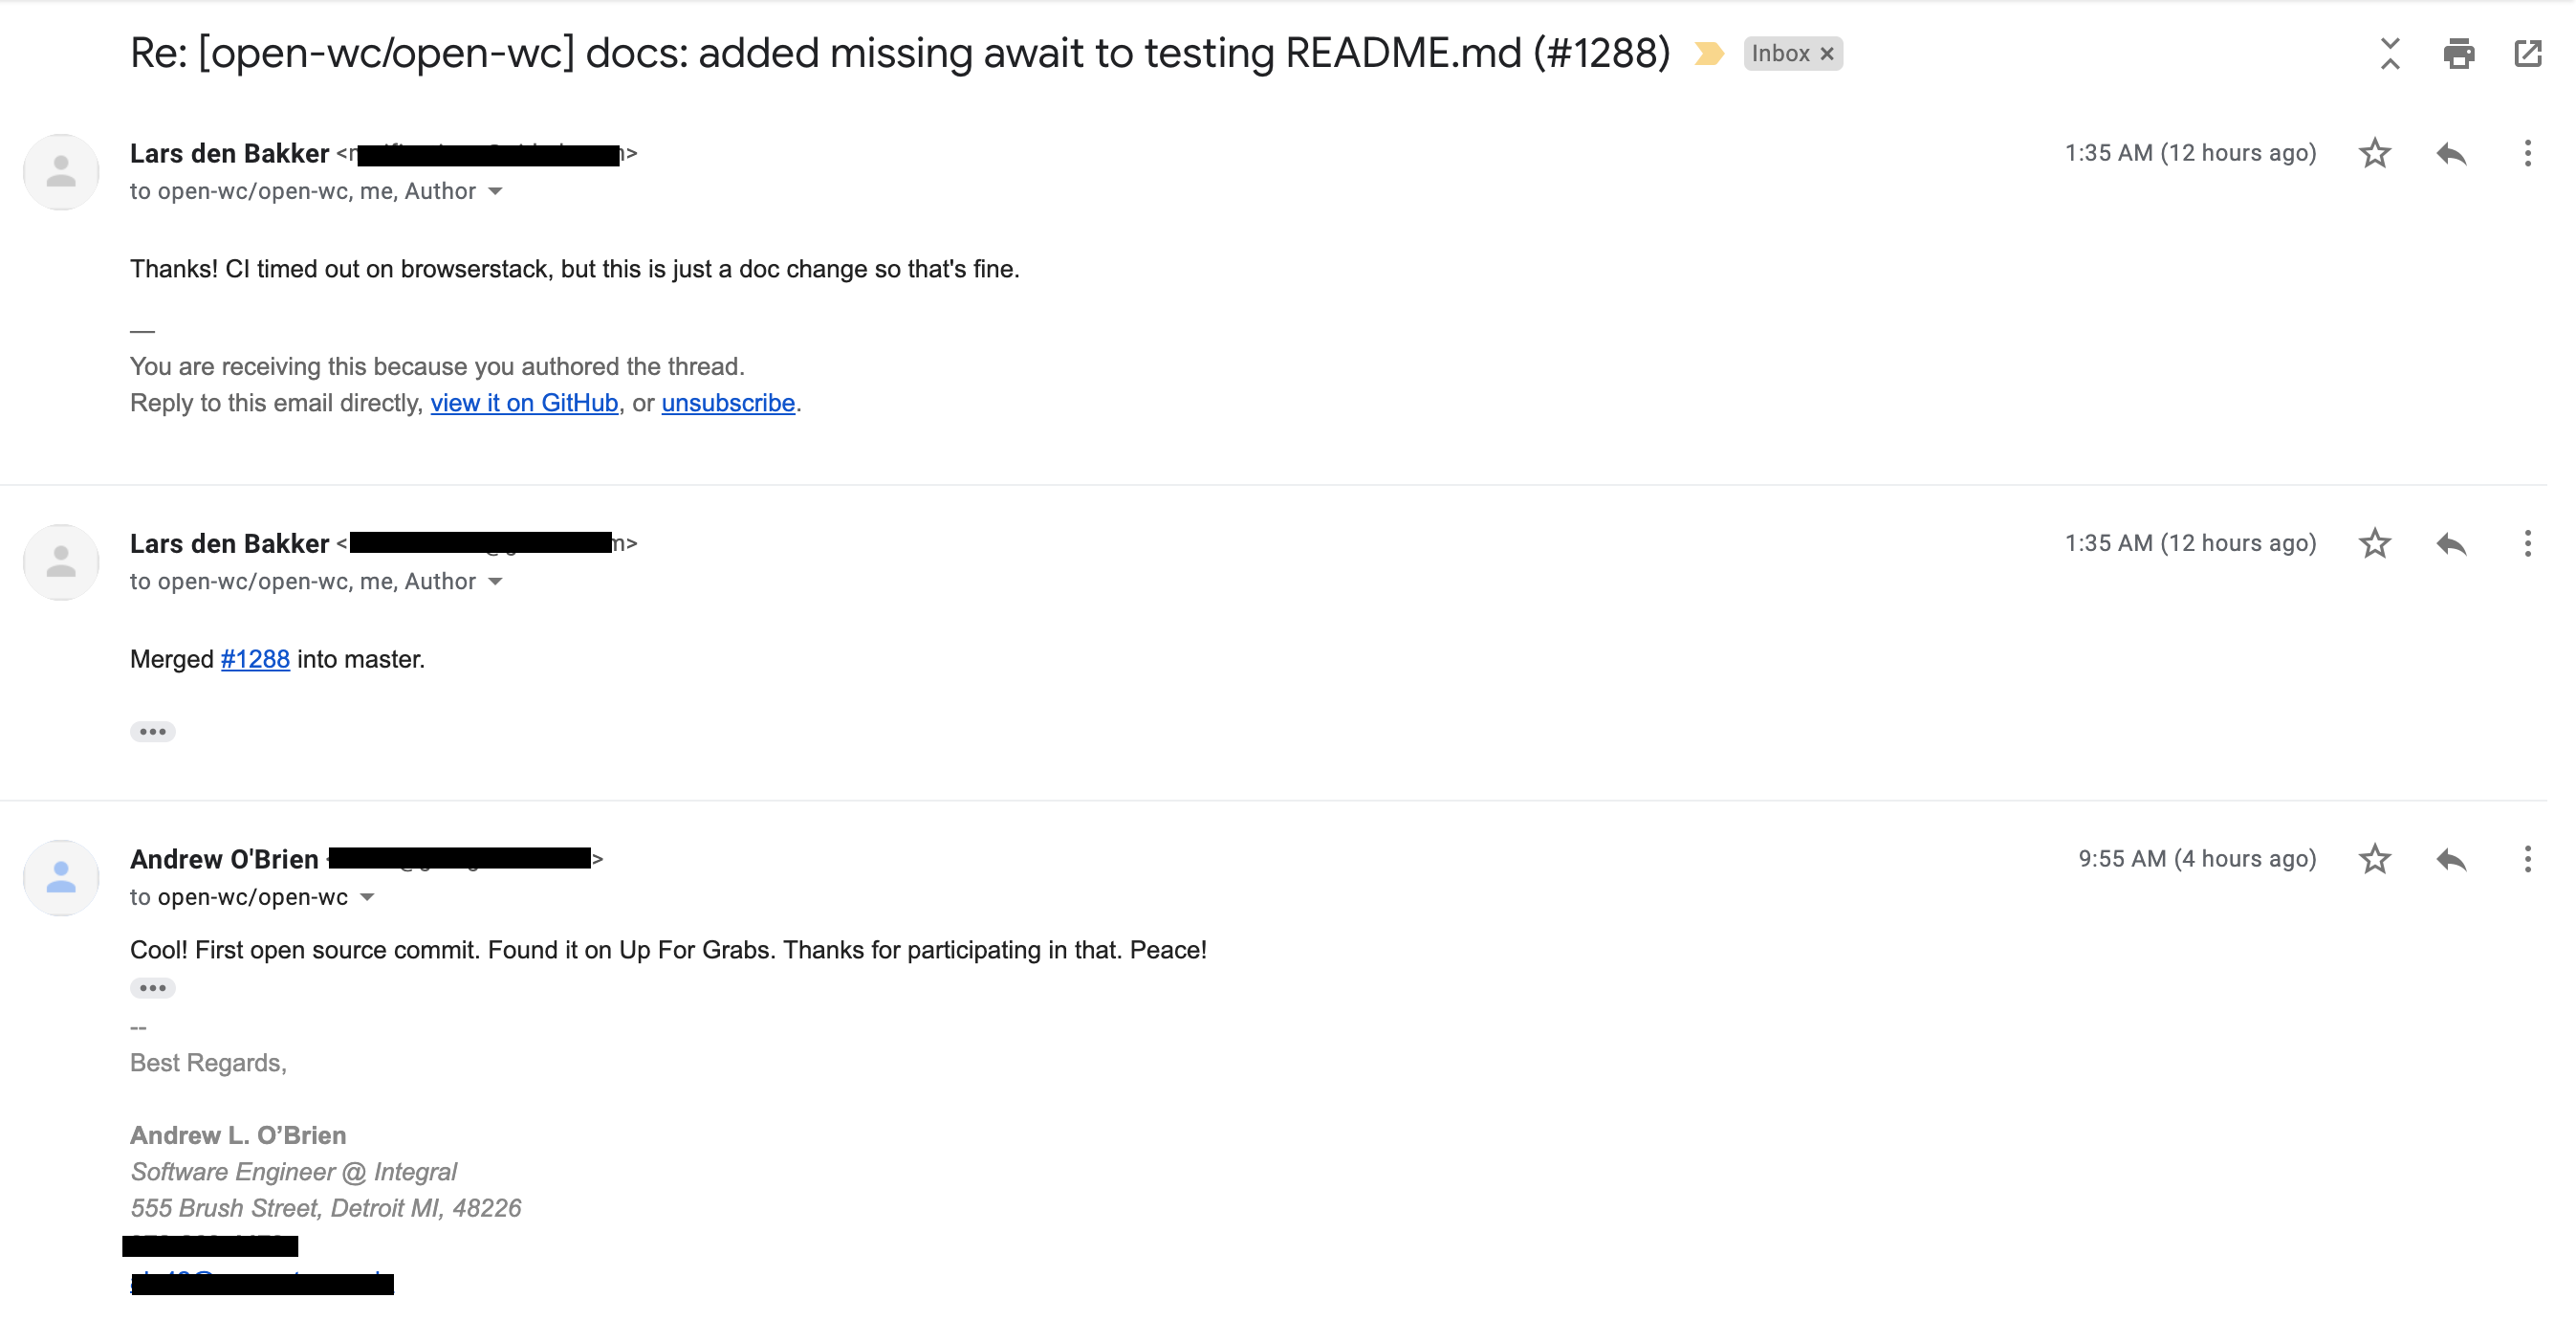 Re: [open-wc/open-wc] docs: added missing await to testing README.md (#1288) Inbox ×
Lars den Bakker
1:35 AM (12 hours ago)
to open-wc/open-wc, me, Author
Thanks! CI timed out on browserstack, but this is just a doc change so that's fine.
—
You are receiving this because you authored the thread.
Reply to this email directly, view it on GitHub, or unsubscribe.
Lars den Bakker
1:35 AM (12 hours ago)
to open-wc/open-wc, me, Author
Merged #1288 into master.
Andrew O'Brien
9:55 AM (4 hours ago)
to open-wc/open-wc
Cool! First open source commit. Found it on Up For Grabs. Thanks for participating in that. Peace!
--
Best Regards,
Andrew L. O’Brien
Software Engineer @ Integral
555 Brush Street, Detroit MI, 48226